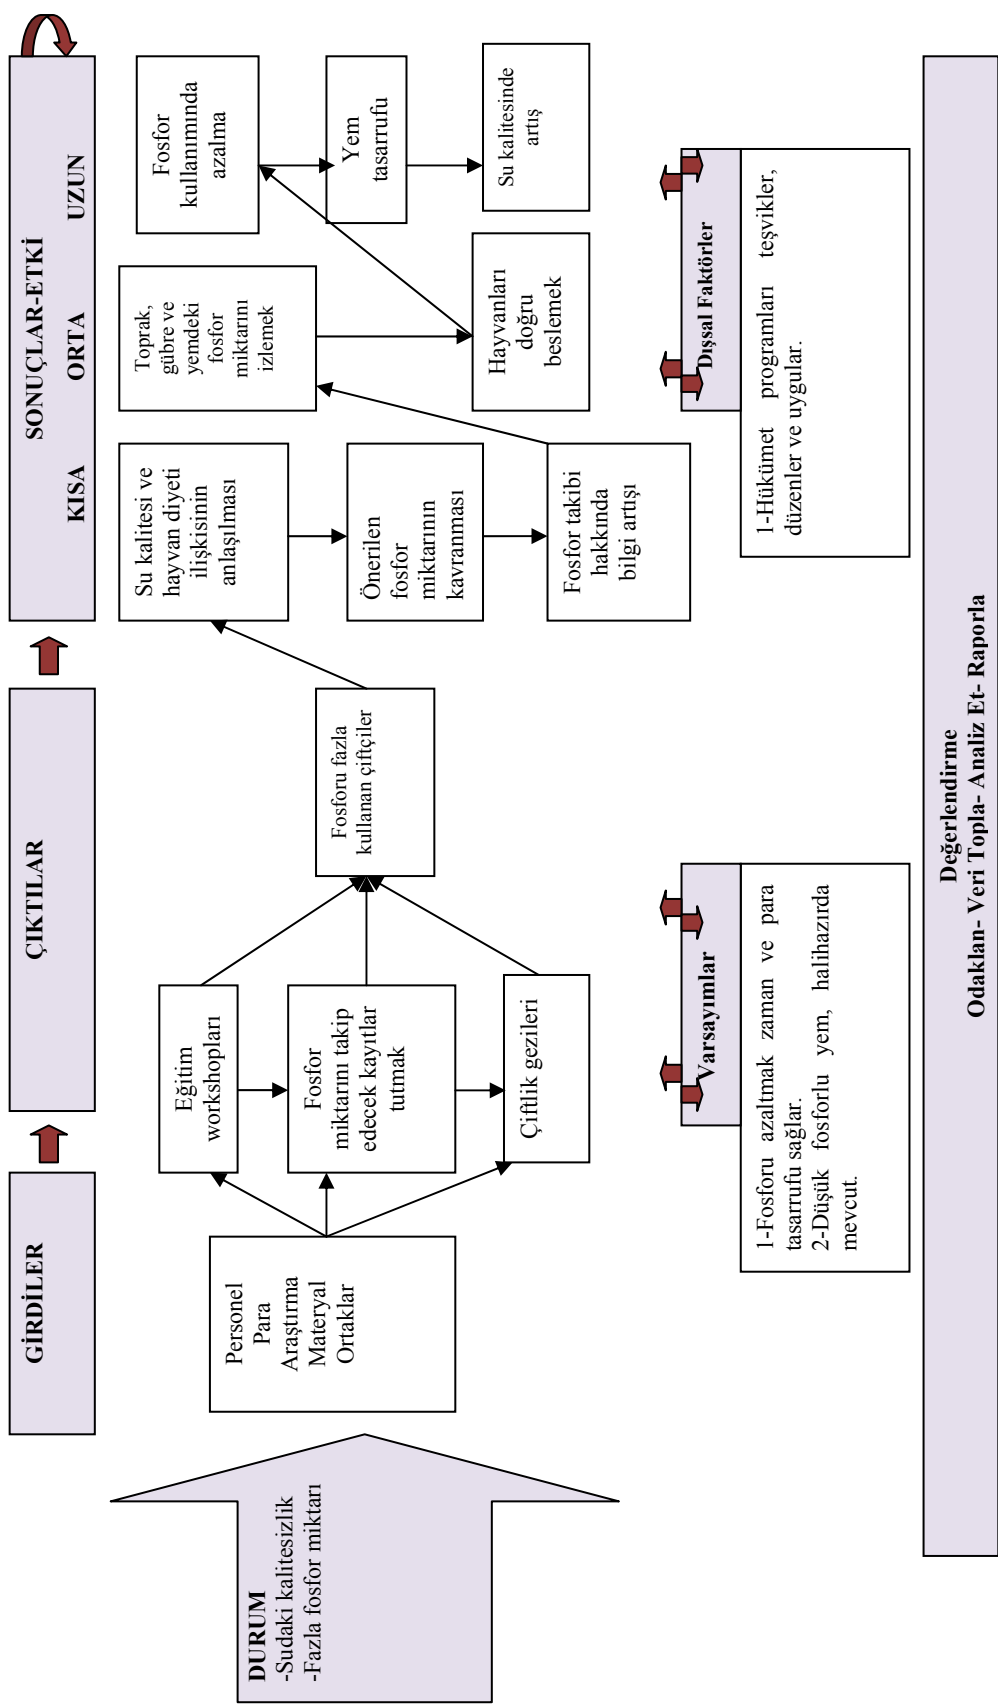 GİRDİLER
ÇIKTILAR
SONUÇLAR-ETKİ
KISA ORTA UZUN
DURUM
-Sudaki kalitesizlik
-Fazla fosfor miktarı
Personel
Para
Araştırma
Materyal
Ortaklar
Eğitim
workshopları
Fosfor
miktarını takip
edecek kayıtlar
tutmak
Çiftlik gezileri
Fosforu fazla
kullanan çiftçiler
Su kalitesi ve
hayvan diyeti
ilişkisinin
anlaşılması
Önerilen
fosfor
miktarının
kavranması
Fosfor takibi
hakkında
bilgi artışı
Toprak,
gübre ve
yemdeki
fosfor
miktarını
izlemek
Hayvanları
doğru
beslemek
Fosfor
kullanımında
azalma
Yem
tasarrufu
Su kalitesinde
artış
Varsayımlar
1-Fosforu azaltmak zaman ve para
tasarrufu sağlar.
2-Düşük fosforlu yem, halihazırda
mevcut.
Dışsal Faktörler
1-Hükümet programları teşvikler,
düzenler ve uygular.
Değerlendirme
Odaklan- Veri Topla- Analiz Et- Raporla